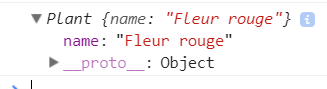 ▼ Plant {name: "Fleur rouge"} i
name: "Fleur rouge"
▶ __proto__: Object
>